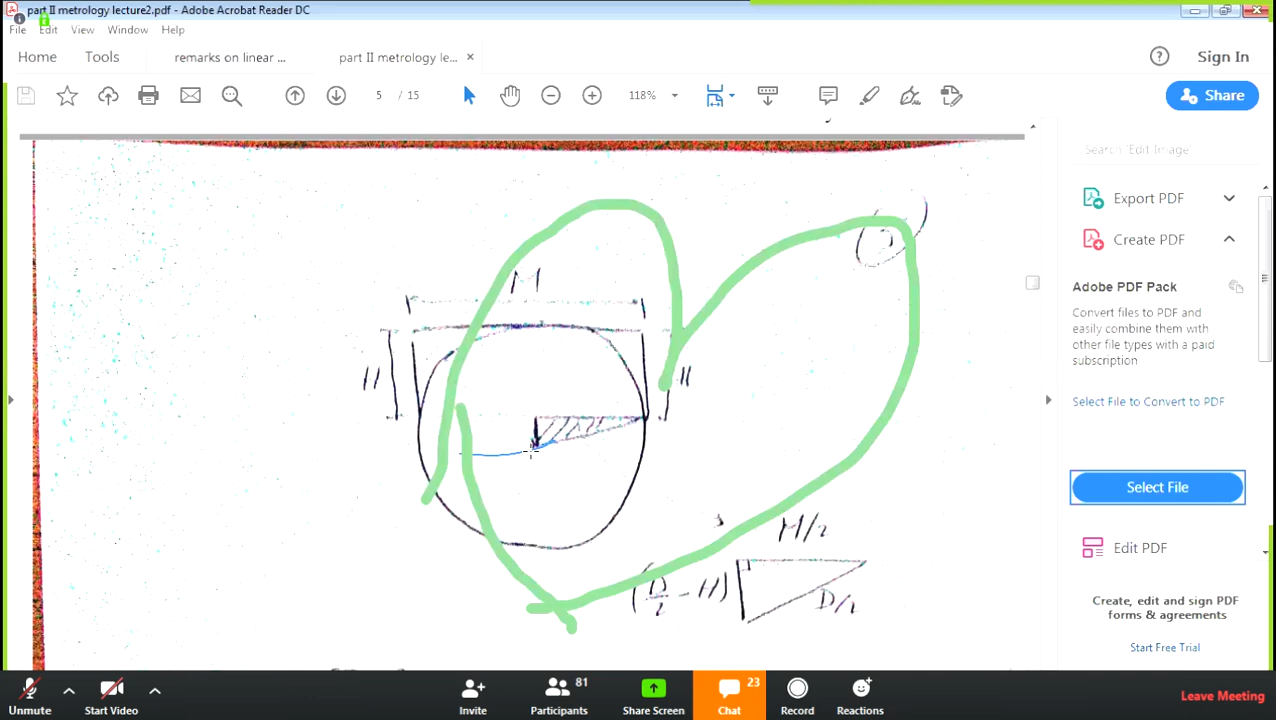 part II metrology lecture2.pdf - Adobe Acrobat Reader DC
File Edit View Window Help
Home Tools remarks on linear ... part II metrology le... × Sign In
5 / 15 118% Share
Search 'Edit Image
Export PDF
Create PDF
Adobe PDF Pack
Convert files to PDF and
easily combine them with
other file types with a paid
subscription
Select File to Convert to PDF
Select File
Edit PDF
Create, edit and sign PDF
forms & agreements
Start Free Trial
M
H H
M/2
(D/2 - H) D/2
Unmute Start Video Invite Participants 81 Share Screen Chat 23 Record Reactions Leave Meeting